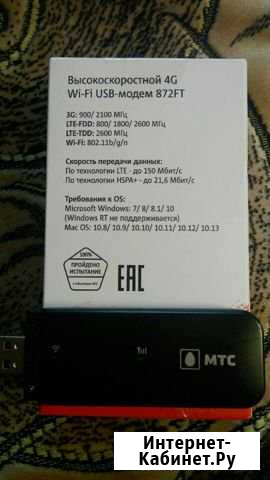 Высокоскоростной 4G
Wi-Fi USB-модем 872FT
3G: 900/ 2100 МГц
LTE-FDD: 800/ 1800/ 2600 МГц
LTE-TDD: 2600 МГц
Wi-Fi: 802.11b/g/n
Скорость передачи данных:
По технологии LTE - до 150 Мбит/с
По технологии HSPA+ - до 21,6 Мбит/с
Требования к ОS:
Microsoft Windows: 7/ 8/ 8.1/ 10
(Windows RT не поддерживается)
Mac OS: 10.8/ 10.9/ 10.10/ 10.11/ 10.12/ 10.13
100%
ПРОЙДЕНО
ИСПЫТАНИЕ
EAC
МТС
Интернет-
Кабинет.Ру